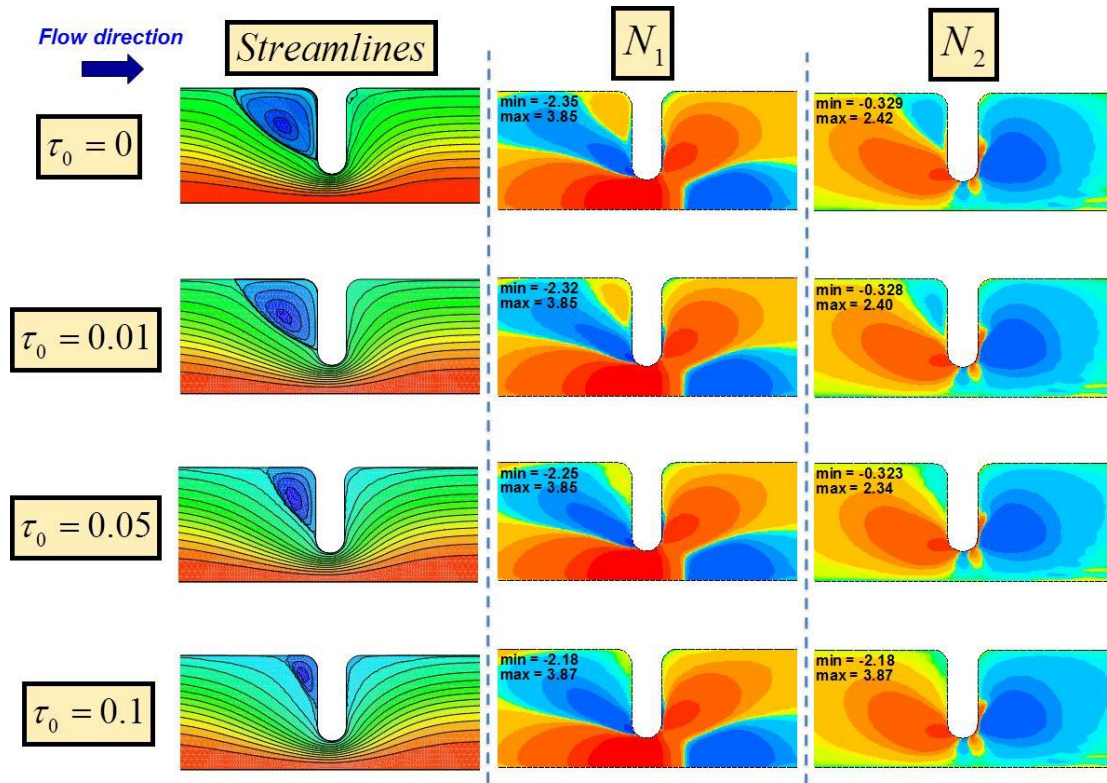 Flow direction
Streamlines
N₁
N₂
τ₀ = 0
min = -2.35
max = 3.85
min = -0.329
max = 2.42
τ₀ = 0.01
min = -2.32
max = 3.85
min = -0.328
max = 2.40
τ₀ = 0.05
min = -2.25
max = 3.85
min = -0.323
max = 2.34
τ₀ = 0.1
min = -2.18
max = 3.87
min = -2.18
max = 3.87